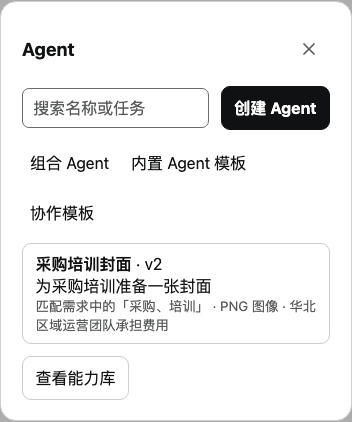 Agent
搜索名称或任务
创建 Agent
组合 Agent
内置 Agent 模板
协作模板
采购培训封面 · v2
为采购培训准备一张封面
匹配需求中的「采购、培训」 · PNG 图像 · 华北
区域运营团队承担费用
查看能力库